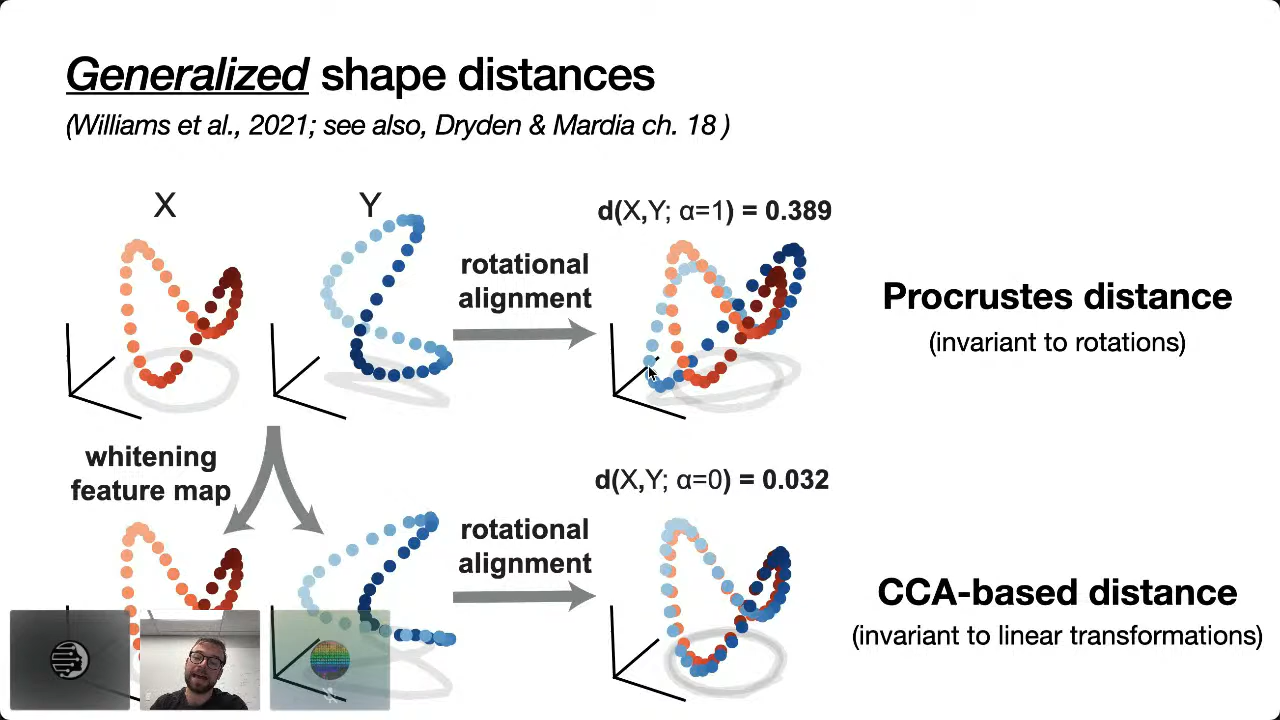 Generalized shape distances
(Williams et al., 2021; see also, Dryden & Mardia ch. 18 )
X
Y
rotational
alignment
d(X,Y; α=1) = 0.389
Procrustes distance
(invariant to rotations)
whitening
feature map
rotational
alignment
d(X,Y; α=0) = 0.032
CCA-based distance
(invariant to linear transformations)